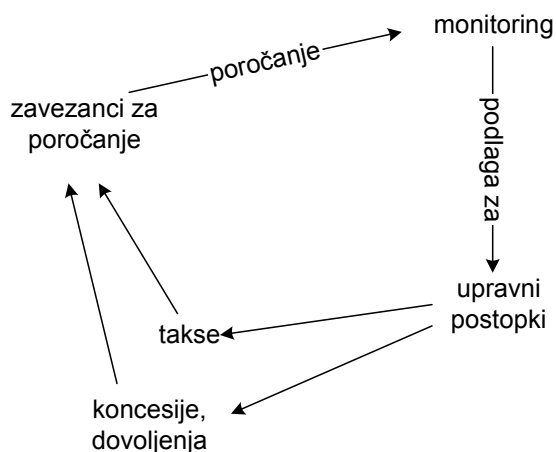 monitoring
poročanje
zavezanci za
poročanje
podlaga za
upravni
postopki
takse
koncesije,
dovoljenja